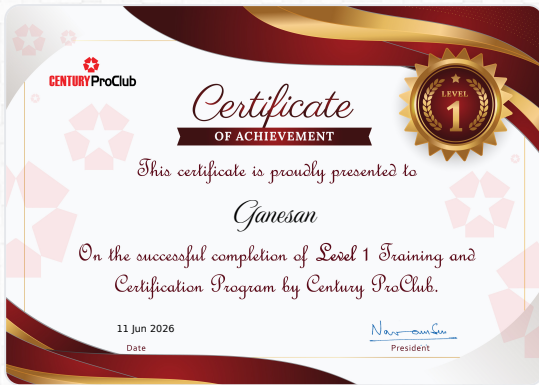 CENTURY ProClub
Certificate
OF ACHIEVEMENT
LEVEL
1
This certificate is proudly presented to
Ganesan
On the successful completion of Level 1 Training and
Certification Program by Century ProClub.
11 Jun 2026
Date
President